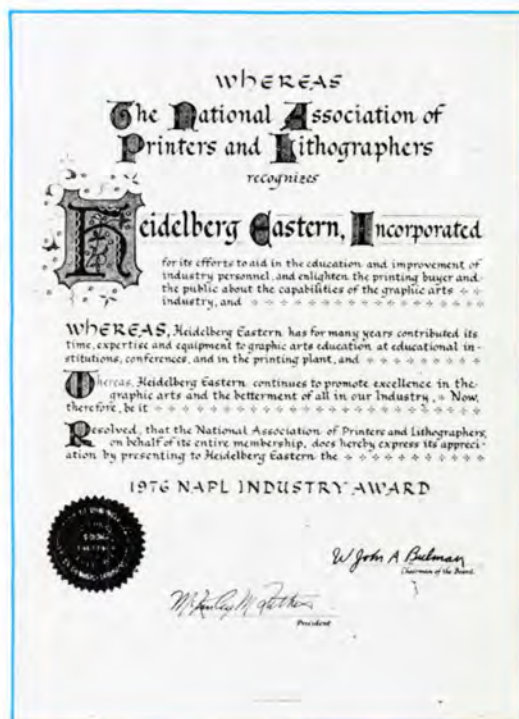 WHEREAS
The National Association of
Printers and Lithographers
recognizes
Heidelberg Eastern, Incorporated
for its efforts to aid in the education and improvement of
industry personnel, and enlighten the printing buyer and
the public about the capabilities of the graphic arts
industry, and
WHEREAS, Heidelberg Eastern has for many years contributed its
time, expertise and equipment to graphic arts education at educational in-
stitutions, conferences, and in the printing plant, and
Whereas, Heidelberg Eastern continues to promote excellence in the
graphic arts and the betterment of all in our Industry, Now,
therefore, be it
Resolved, that the National Association of Printers and Lithographers,
on behalf of its entire membership, does hereby express its appreci-
ation by presenting to Heidelberg Eastern the
1976 NAPL INDUSTRY AWARD
W John A Bulman
Chairman of the Board
President